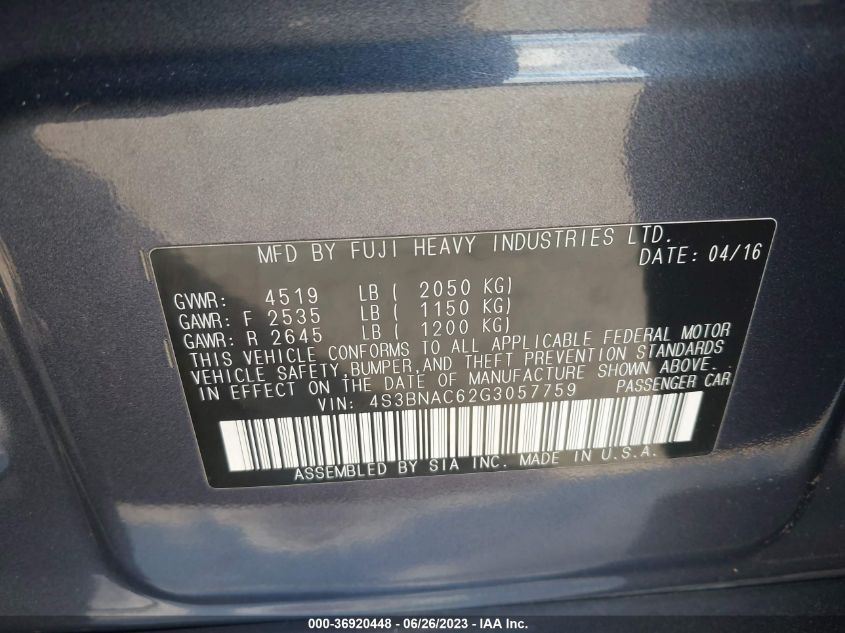 MFD BY FUJI HEAVY INDUSTRIES LTD.
DATE: 04/16
GVWR: 4519 LB ( 2050 KG)
GAWR: F 2535 LB ( 1150 KG)
GAWR: R 2645 LB ( 1200 KG)
THIS VEHICLE CONFORMS TO ALL APPLICABLE FEDERAL MOTOR
VEHICLE SAFETY, BUMPER, AND THEFT PREVENTION STANDARDS
IN EFFECT ON THE DATE OF MANUFACTURE SHOWN ABOVE.
VIN: 4S3BNAC62G3057759 PASSENGER CAR
ASSEMBLED BY SIA INC. MADE IN U.S.A.
000-36920448 - 06/26/2023 - IAA Inc.